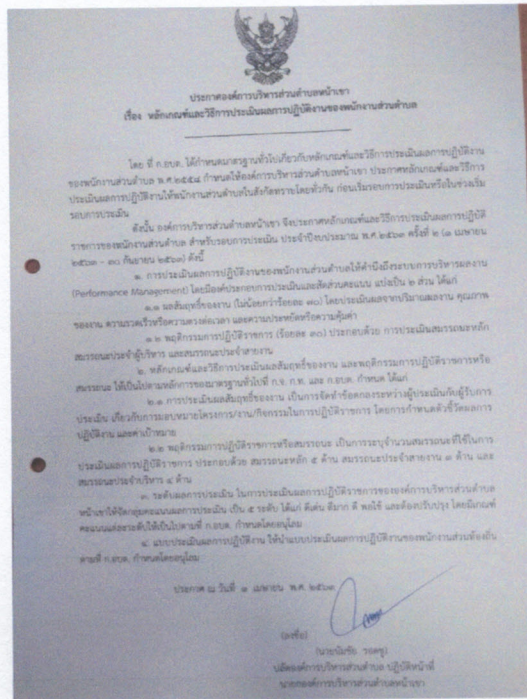 ประกาศองค์การบริหารส่วนตำบลหน้าเขา
เรื่อง หลักเกณฑ์และวิธีการประเมินผลการปฏิบัติงานของพนักงานส่วนตำบล
โดย ที่ ก.อบต. ได้กำหนดมาตรฐานทั่วไปเกี่ยวกับหลักเกณฑ์และวิธีการประเมินผลการปฏิบัติงาน
ของพนักงานส่วนตำบล พ.ศ.๒๕๕๘ กำหนดให้องค์การบริหารส่วนตำบลหน้าเขา ประกาศหลักเกณฑ์และวิธีการ
ประเมินผลการปฏิบัติงานให้พนักงานส่วนตำบลในสังกัดทราบโดยทั่วกัน ก่อนเริ่มรอบการประเมินหรือในช่วงเริ่ม
รอบการประเมิน
ดังนั้น องค์การบริหารส่วนตำบลหน้าเขา จึงประกาศหลักเกณฑ์และวิธีการประเมินผลการปฏิบัติ
ราชการของพนักงานส่วนตำบล สำหรับรอบการประเมิน ประจำปีงบประมาณ พ.ศ.๒๕๖๓ ครั้งที่ ๒ (๑ เมษายน
๒๕๖๓ - ๓๐ กันยายน ๒๕๖๓) ดังนี้
๑. การประเมินผลการปฏิบัติงานของพนักงานส่วนตำบลให้คำนึงถึงระบบการบริหารผลงาน
(Performance Management) โดยมีองค์ประกอบการประเมินและสัดส่วนคะแนน แบ่งเป็น ๒ ส่วน ได้แก่
๑.๑ ผลสัมฤทธิ์ของงาน (ไม่น้อยกว่าร้อยละ ๗๐) โดยประเมินผลจากปริมาณผลงาน คุณภาพ
ของงาน ความรวดเร็วหรือความตรงต่อเวลา และความประหยัดหรือความคุ้มค่า
๑.๒ พฤติกรรมการปฏิบัติราชการ (ร้อยละ ๓๐) ประกอบด้วย การประเมินสมรรถนะหลัก
สมรรถนะประจำผู้บริหาร และสมรรถนะประจำสายงาน
๒. หลักเกณฑ์และวิธีการประเมินผลสัมฤทธิ์ของงาน และพฤติกรรมการปฏิบัติราชการหรือ
สมรรถนะ ให้เป็นไปตามหลักการของมาตรฐานทั่วไปที่ ก.จ. ก.ท. และ ก.อบต. กำหนด ได้แก่
๒.๑ การประเมินผลสัมฤทธิ์ของงาน เป็นการจัดทำข้อตกลงระหว่างผู้ประเมินกับผู้รับการ
ประเมิน เกี่ยวกับการมอบหมายโครงการ/งาน/กิจกรรมในการปฏิบัติราชการ โดยการกำหนดตัวชี้วัดผลการ
ปฏิบัติงาน และค่าเป้าหมาย
๒.๒ พฤติกรรมการปฏิบัติราชการหรือสมรรถนะ เป็นการระบุจำนวนสมรรถนะที่ใช้ในการ
ประเมินผลการปฏิบัติราชการ ประกอบด้วย สมรรถนะหลัก ๕ ด้าน สมรรถนะประจำสายงาน ๓ ด้าน และ
สมรรถนะประจำบริหาร ๔ ด้าน
๓. ระดับผลการประเมิน ในการประเมินผลการปฏิบัติราชการขององค์การบริหารส่วนตำบล
หน้าเขาให้จัดกลุ่มคะแนนผลการประเมิน เป็น ๕ ระดับ ได้แก่ ดีเด่น ดีมาก ดี พอใช้ และต้องปรับปรุง โดยมีเกณฑ์
คะแนนแต่ละระดับให้เป็นไปตามที่ ก.อบต. กำหนดโดยอนุโลม
๔. แบบประเมินผลการปฏิบัติงาน ให้นำแบบประเมินผลการปฏิบัติงานของพนักงานส่วนท้องถิ่น
ตามที่ ก.อบต. กำหนดโดยอนุโลม
ประกาศ ณ วันที่ ๑ เมษายน พ.ศ. ๒๕๖๓
(ลงชื่อ)
ปลัดองค์การบริหารส่วนตำบล ปฏิบัติหน้าที่
นายกองค์การบริหารส่วนตำบลหน้าเขา